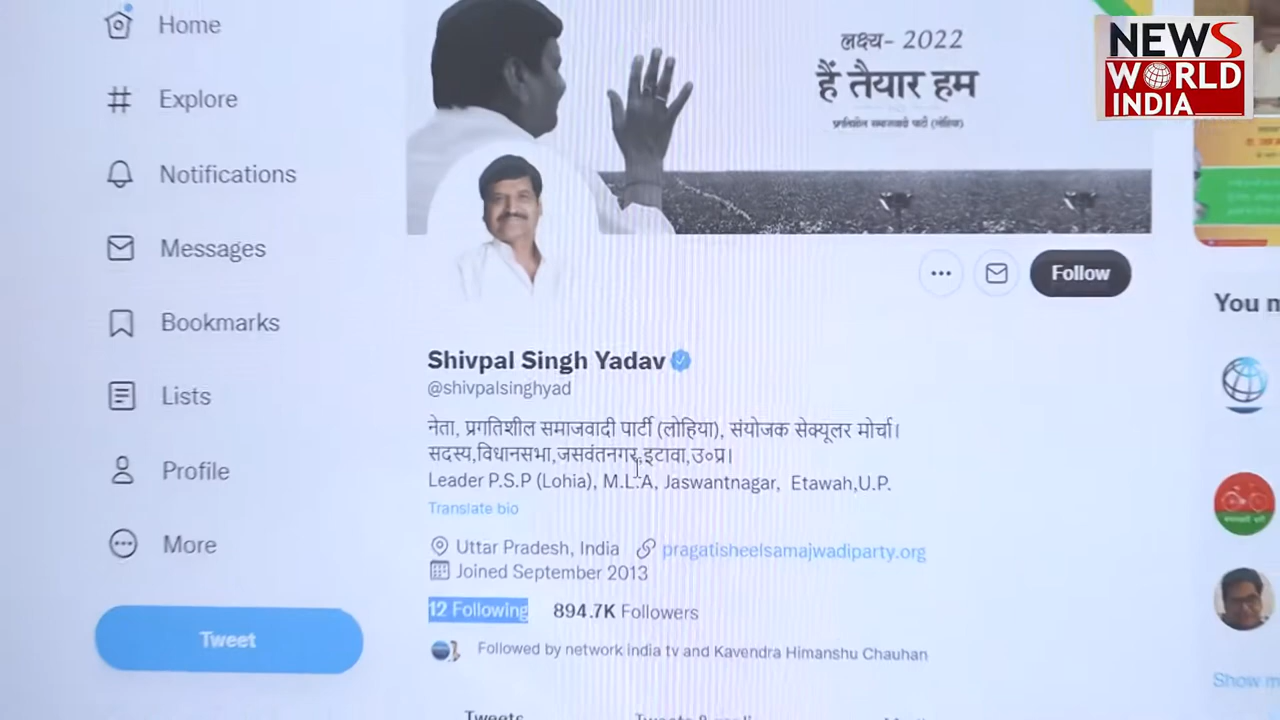 Home
Explore
Notifications
Messages
Bookmarks
Lists
Profile
More
Tweet
लक्ष्य- 2022
हैं तैयार हम
प्रगतिशील समाजवादी पार्टी (लोहिया)
NEWS
WORLD
INDIA
Follow
Shivpal Singh Yadav
@shivpalsinghyad
नेता, प्रगतिशील समाजवादी पार्टी (लोहिया), संयोजक सेक्यूलर मोर्चा।
सदस्य,विधानसभा,जसवंतनगर,इटावा,उ०प्र।
Leader P.S.P (Lohia), M.L.A, Jaswantnagar, Etawah,U.P.
Translate bio
Uttar Pradesh, India pragatisheelsamajwadiparty.org
Joined September 2013
12 Following 894.7K Followers
Followed by network india tv and Kavendra Himanshu Chauhan
Tweets
You
Show